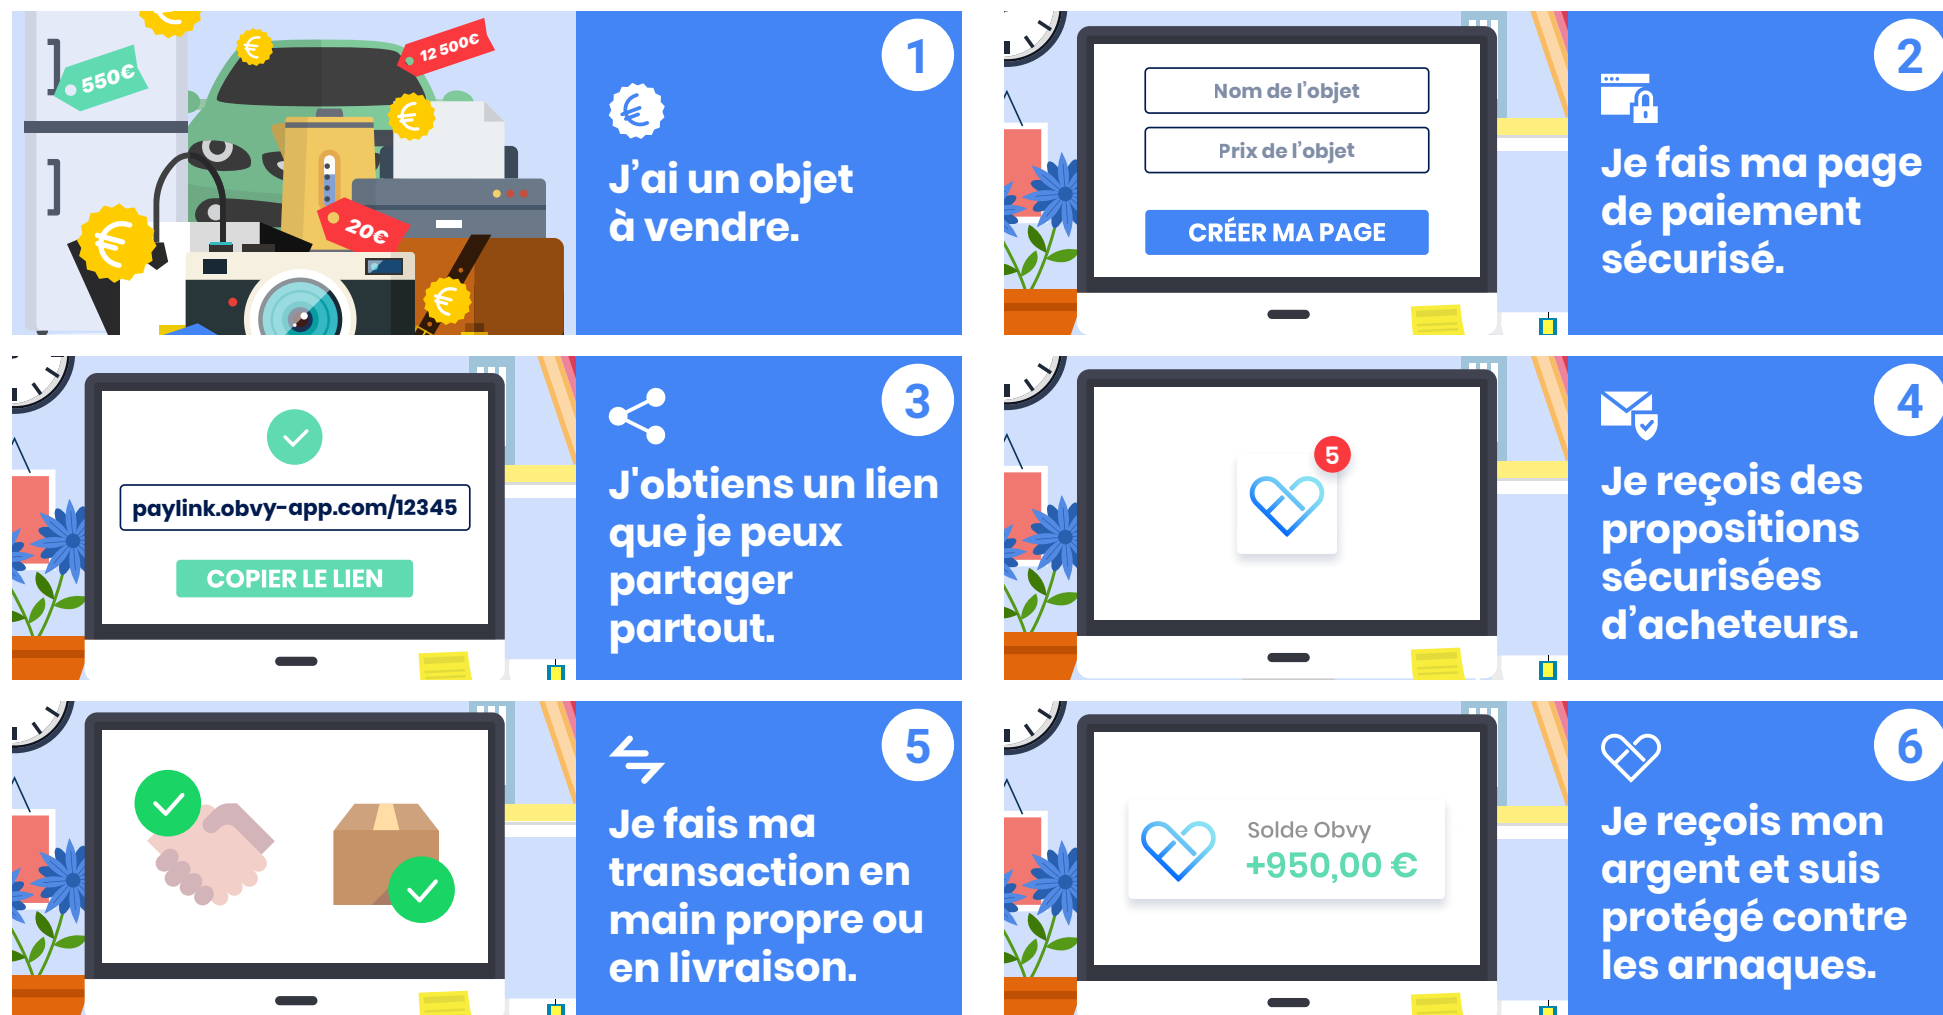 550€
12 500€
20€
1
J’ai un objet
à vendre.
Nom de l’objet
Prix de l’objet
CRÉER MA PAGE
2
Je fais ma page
de paiement
sécurisé.
paylink.obvy-app.com/12345
COPIER LE LIEN
3
J'obtiens un lien
que je peux
partager
partout.
5
4
Je reçois des
propositions
sécurisées
d’acheteurs.
5
Je fais ma
transaction en
main propre ou
en livraison.
Solde Obvy
+950,00 €
6
Je reçois mon
argent et suis
protégé contre
les arnaques.